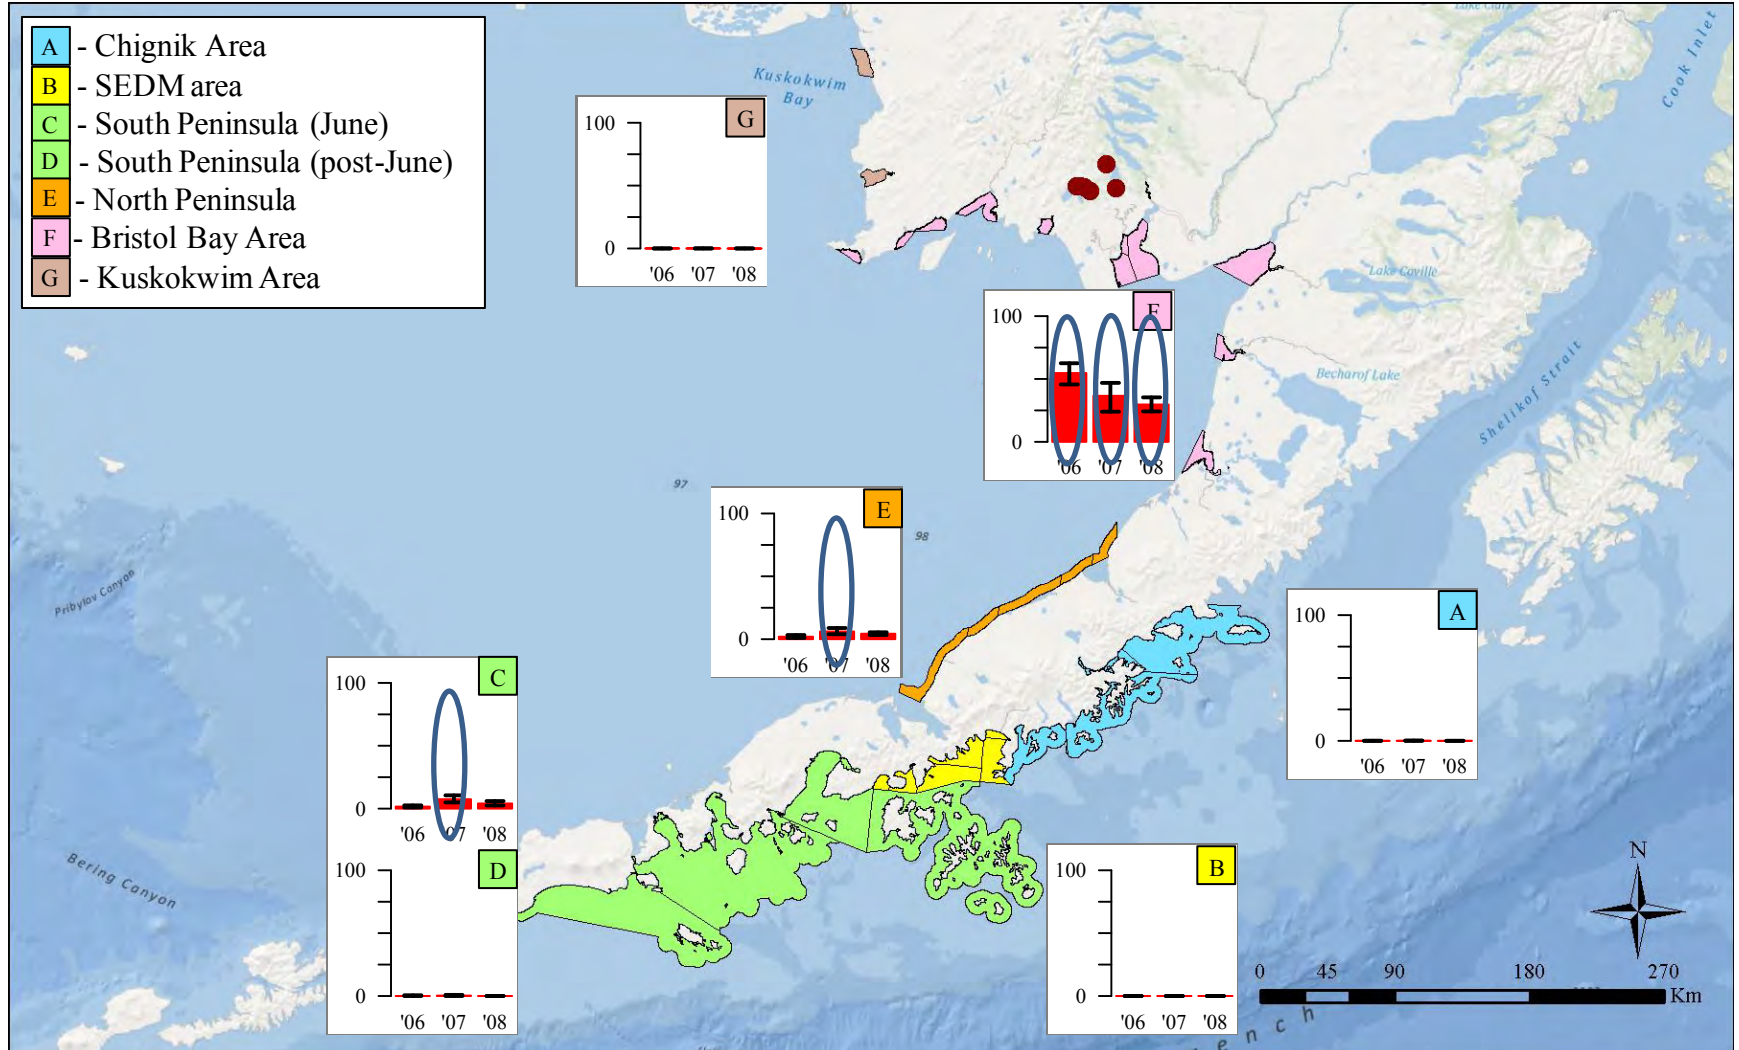 A - Chignik Area
B - SEDM area
C - South Peninsula (June)
D - South Peninsula (post-June)
E - North Peninsula
F - Bristol Bay Area
G - Kuskokwim Area
Kuskokwim
Bay
Lake Clark
Cook Inlet
G
100
0
'06 '07 '08
Lake Coville
F
100
0
'06 '07 '08
Becharof Lake
Shelikof Strait
97
98
E
100
0
'06 '07 '08
Pribylov Canyon
A
100
0
'06 '07 '08
C
100
0
'06 '07 '08
D
100
0
'06 '07 '08
Bering Canyon
B
100
0
'06 '07 '08
N
0 45 90 180 270
Km
e n c h